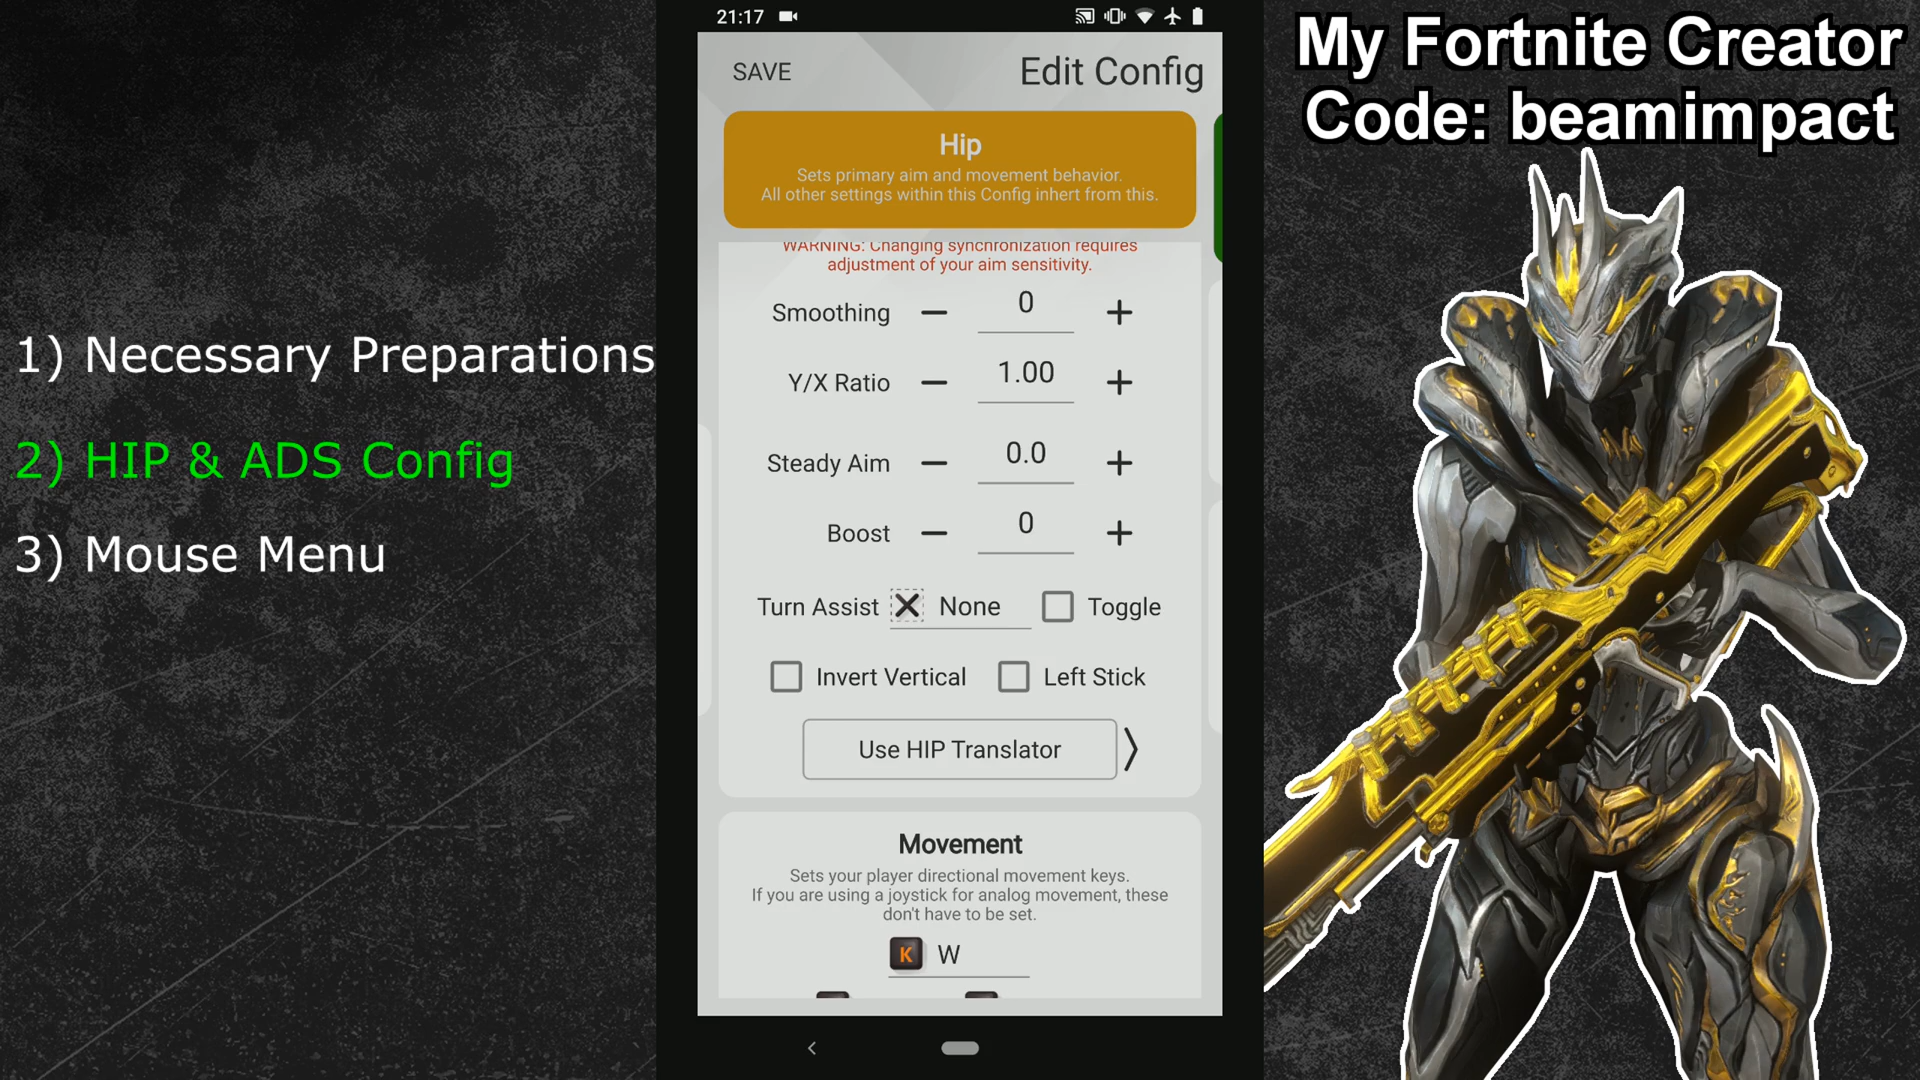 21:17
SAVE
Edit Config
Hip
Sets primary aim and movement behavior.
All other settings within this Config inhert from this.
WARNING: Changing synchronization requires
adjustment of your aim sensitivity.
Smoothing 0
Y/X Ratio 1.00
Steady Aim 0.0
Boost 0
Turn Assist None Toggle
Invert Vertical Left Stick
Use HIP Translator
Movement
Sets your player directional movement keys.
If you are using a joystick for analog movement, these
don't have to be set.
K W
1) Necessary Preparations
2) HIP & ADS Config
3) Mouse Menu
My Fortnite Creator
Code: beamimpact